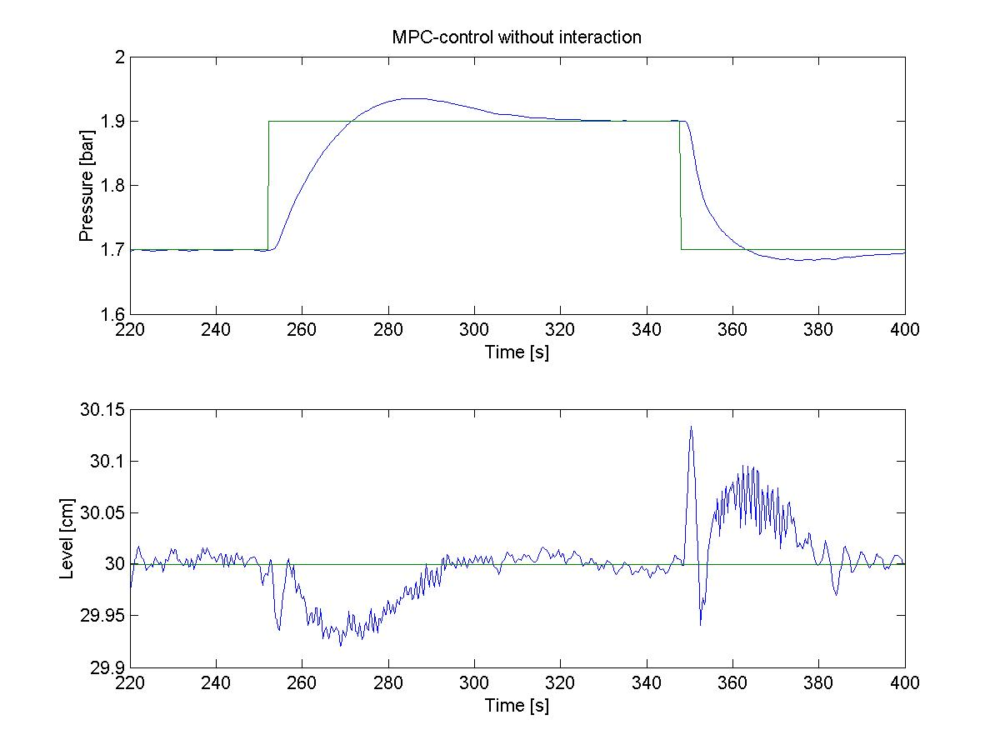 MPC-control without interaction
2
1.9
1.8
1.7
1.6
Pressure [bar]
220 240 260 280 300 320 340 360 380 400
Time [s]
30.15
30.1
30.05
30
29.95
29.9
Level [cm]
220 240 260 280 300 320 340 360 380 400
Time [s]